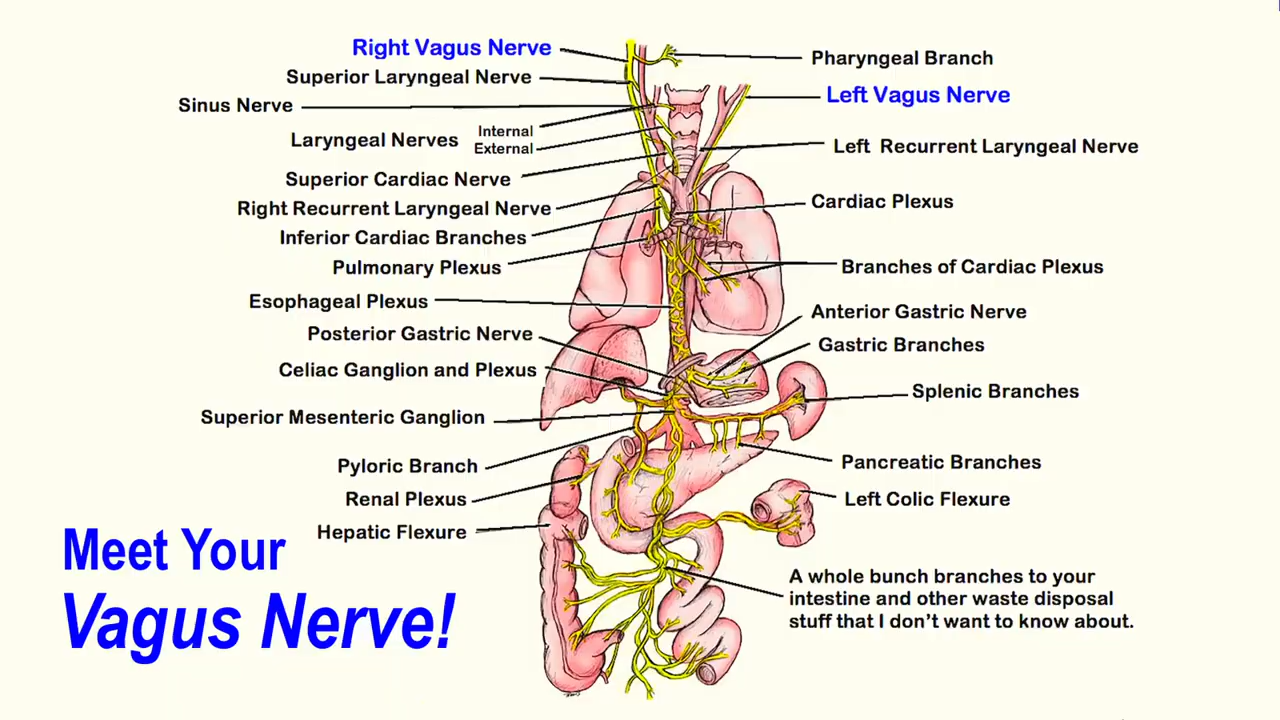 Right Vagus Nerve
Superior Laryngeal Nerve
Sinus Nerve
Laryngeal Nerves
Internal
External
Superior Cardiac Nerve
Right Recurrent Laryngeal Nerve
Inferior Cardiac Branches
Pulmonary Plexus
Esophageal Plexus
Posterior Gastric Nerve
Celiac Ganglion and Plexus
Superior Mesenteric Ganglion
Pyloric Branch
Renal Plexus
Hepatic Flexure
Pharyngeal Branch
Left Vagus Nerve
Left Recurrent Laryngeal Nerve
Cardiac Plexus
Branches of Cardiac Plexus
Anterior Gastric Nerve
Gastric Branches
Splenic Branches
Pancreatic Branches
Left Colic Flexure
A whole bunch branches to your
intestine and other waste disposal
stuff that I don't want to know about.
Meet Your
Vagus Nerve!